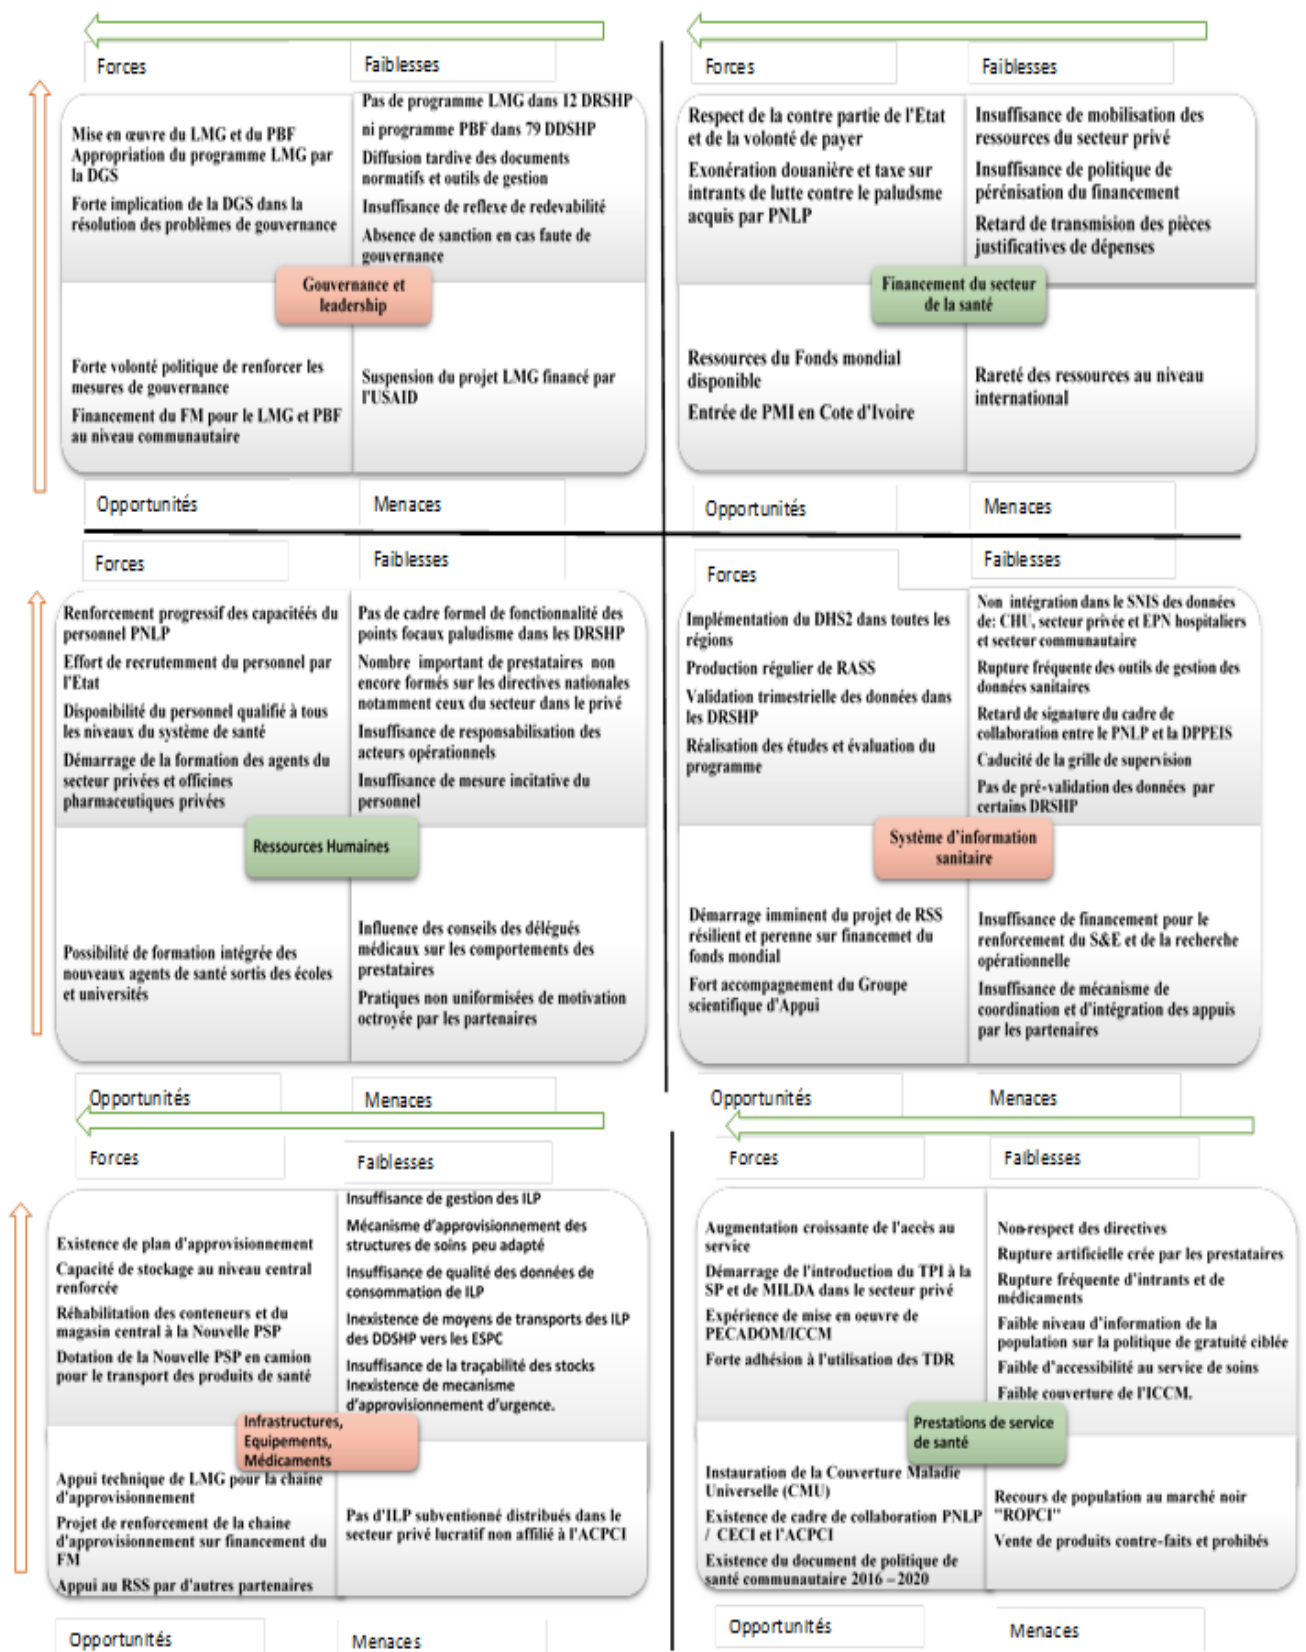 Forces
Faiblesses
Mise en œuvre du LMG et du PBF
Appropriation du programme LMG par
la DGS
Forte implication de la DGS dans la
résolution des problèmes de gouvernance
Pas de programme LMG dans 12 DRSHP
ni programme PBF dans 79 DDSHP
Diffusion tardive des documents
normatifs et outils de gestion
Insuffisance de reflexe de redevabilité
Absence de sanction en cas faute de
gouvernance
Gouvernance et
leadership
Forte volonté politique de renforcer les
mesures de gouvernance
Financement du FM pour le LMG et PBF
au niveau communautaire
Suspension du projet LMG financé par
l'USAID
Opportunités
Menaces
Forces
Faiblesses
Respect de la contre partie de l'Etat
et de la volonté de payer
Exonération douanière et taxe sur
intrants de lutte contre le paludsme
acquis par PNLP
Insuffisance de mobilisation des
ressources du secteur privé
Insuffisance de politique de
pérénisation du financement
Retard de transmision des pièces
justificatives de dépenses
Financement du secteur
de la santé
Ressources du Fonds mondial
disponible
Entrée de PMI en Cote d'Ivoire
Rareté des ressources au niveau
international
Opportunités
Menaces
Forces
Faiblesses
Renforcement progressif des capacitéés du
personnel PNLP
Effort de recrutemment du personnel par
l'Etat
Disponibilité du personnel qualifié à tous
les niveaux du système de santé
Démarrage de la formation des agents du
secteur privées et officines
pharmaceutiques privées
Pas de cadre formel de fonctionnalité des
points focaux paludisme dans les DRSHP
Nombre important de prestataires non
encore formés sur les directives nationales
notamment ceux du secteur dans le privé
Insuffisance de responsabilisation des
acteurs opérationnels
Insuffisance de mesure incitative du
personnel
Ressources Humaines
Possibilité de formation intégrée des
nouveaux agents de santé sortis des écoles
et universités
Influence des conseils des délégués
médicaux sur les comportements des
prestataires
Pratiques non uniformisées de motivation
octroyée par les partenaires
Opportunités
Menaces
Forces
Faiblesses
Implémentation du DHS2 dans toutes les
régions
Production régulier de RASS
Validation trimestrielle des données dans
les DRSHP
Réalisation des études et évaluation du
programme
Non intégration dans le SNIS des données
de: CHU, secteur privée et EPN hospitaliers
et secteur communautaire
Rupture fréquente des outils de gestion des
données sanitaires
Retard de signature du cadre de
collaboration entre le PNLP et la DPPEIS
Caducité de la grille de supervision
Pas de pré-validation des données par
certains DRSHP
Système d'information
sanitaire
Démarrage imminent du projet de RSS
résilient et perenne sur financemet du
fonds mondial
Fort accompagnement du Groupe
scientifique d'Appui
Insuffisance de financement pour le
renforcement du S&E et de la recherche
opérationnelle
Insuffisance de mécanisme de
coordination et d'intégration des appuis
par les partenaires
Opportunités
Menaces
Forces
Faiblesses
Existence de plan d'approvisionnement
Capacité de stockage au niveau central
renforcée
Réhabilitation des conteneurs et du
magasin central à la Nouvelle PSP
Dotation de la Nouvelle PSP en camion
pour le transport des produits de santé
Insuffisance de gestion des ILP
Mécanisme d'approvisionnement des
structures de soins peu adapté
Insuffisance de qualité des données de
consommation de ILP
Inexistence de moyens de transports des ILP
des DDSHP vers les ESPC
Insuffisance de la traçabilité des stocks
Inexistence de mecanisme
d'approvisionnement d'urgence.
Infrastructures,
Equipements,
Médicaments
Appui technique de LMG pour la chaine
d'approvisionnement
Projet de renforcement de la chaine
d'approvisionnement sur financement du
FM
Appui au RSS par d'autres partenaires
Pas d'ILP subventionné distribués dans le
secteur privé lucratif non affilié à l'ACPCI
Opportunités
Menaces
Forces
Faiblesses
Augmentation croissante de l'accès au
service
Démarrage de l'introduction du TPI à la
SP et de MILDA dans le secteur privé
Expérience de mise en oeuvre de
PECADOM/ICCM
Forte adhésion à l'utilisation des TDR
Non-respect des directives
Rupture artificielle crée par les prestataires
Rupture fréquente d'intrants et de
médicaments
Faible niveau d'information de la
population sur la politique de gratuité ciblée
Faible d'accessibilité au service de soins
Faible couverture de l'ICCM.
Prestations de service
de santé
Instauration de la Couverture Maladie
Universelle (CMU)
Existence de cadre de collaboration PNLP
/ CECI et l'ACPCI
Existence du document de politique de
santé communautaire 2016 – 2020
Recours de population au marché noir
"ROPCI"
Vente de produits contre-faits et prohibés
Opportunités
Menaces